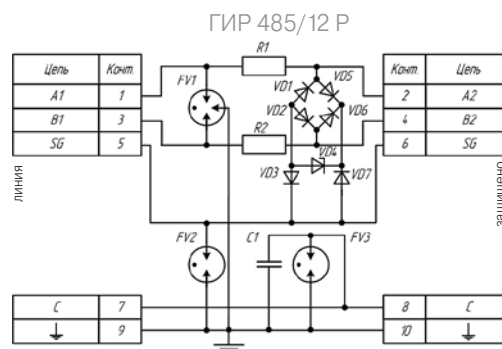 ГИР 485/12 Р
Цепь Конт.
A1 1
B1 3
SG 5
линия
C 7
9
FV1
R1
R2
VD1
VD5
VD2
VD6
VD4
VD3
VD7
FV2
C1
FV3
Конт. Цепь
2 A2
4 B2
6 SG
защищено
8 C
10